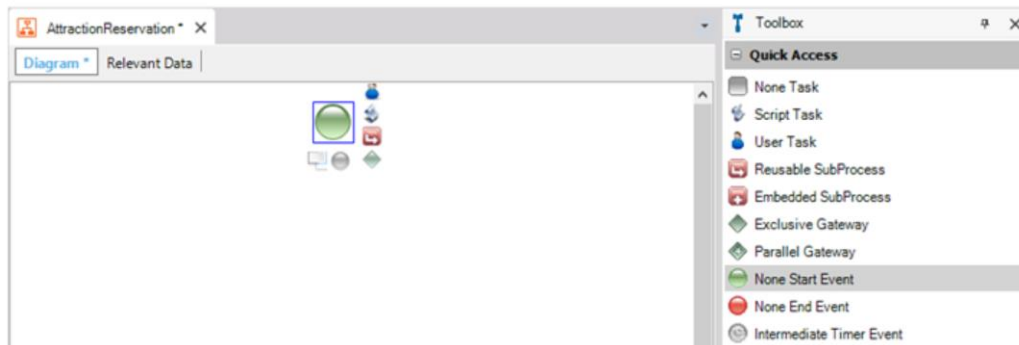 AttractionReservation *
Diagram *
Relevant Data
Toolbox
Quick Access
None Task
Script Task
User Task
Reusable SubProcess
Embedded SubProcess
Exclusive Gateway
Parallel Gateway
None Start Event
None End Event
Intermediate Timer Event